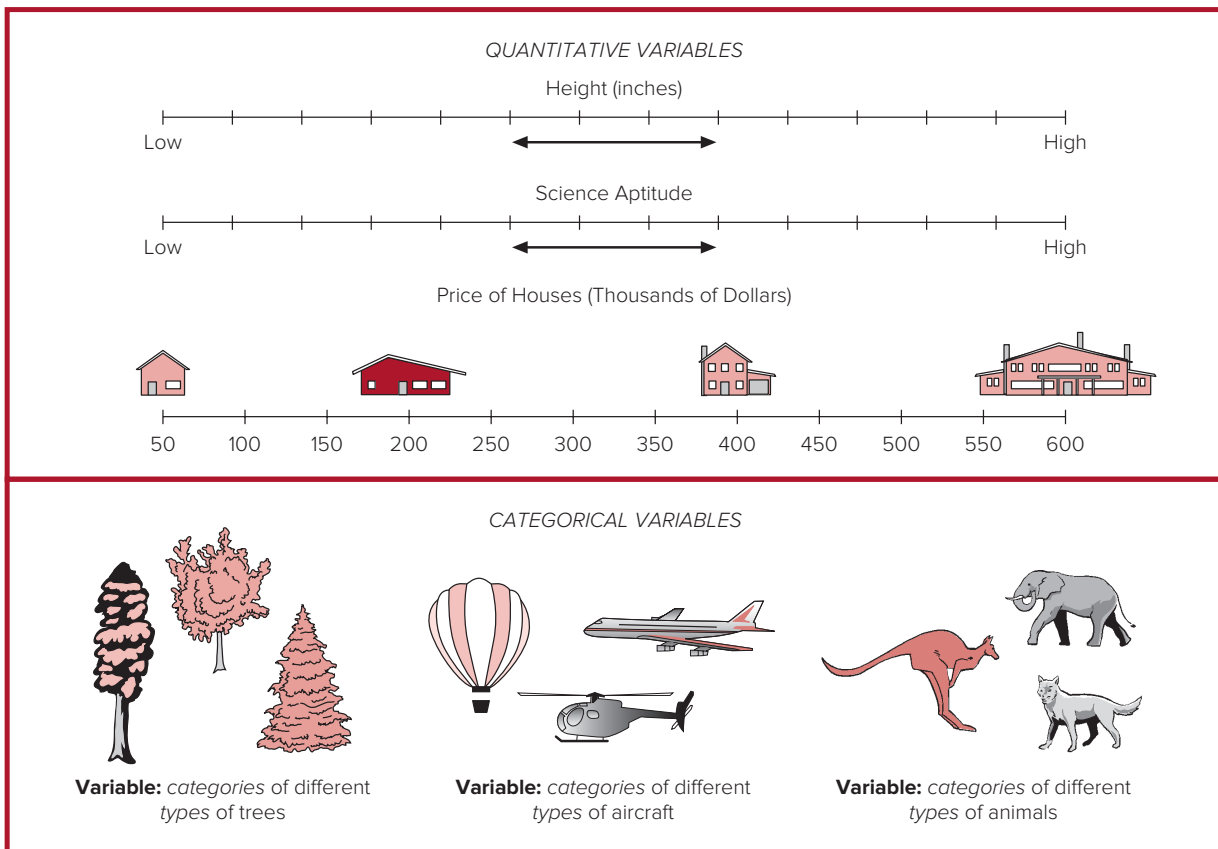 QUANTITATIVE VARIABLES
Height (inches)
Low High
Science Aptitude
Low High
Price of Houses (Thousands of Dollars)
50 100 150 200 250 300 350 400 450 500 550 600
CATEGORICAL VARIABLES
Variable: categories of different
types of trees
Variable: categories of different
types of aircraft
Variable: categories of different
types of animals